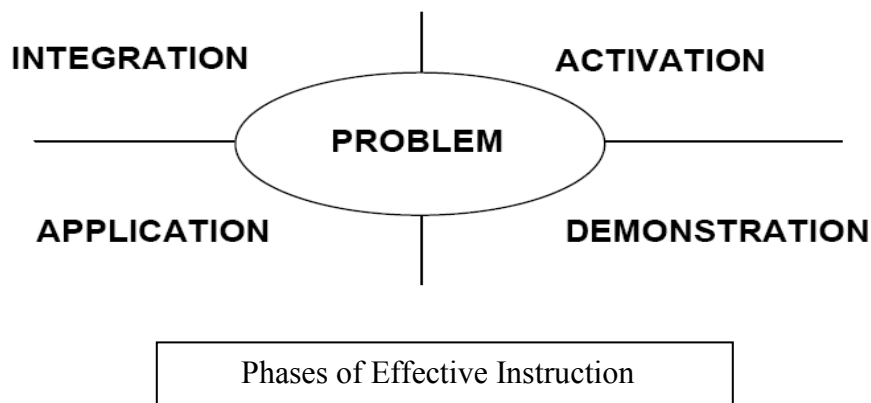 INTEGRATION
ACTIVATION
PROBLEM
APPLICATION
DEMONSTRATION
Phases of Effective Instruction